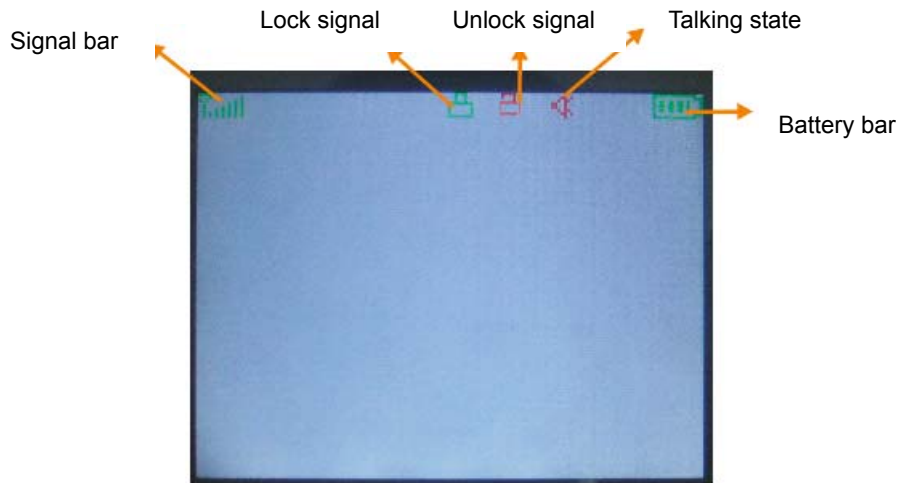 Lock signal
Unlock signal
Talking state
Signal bar
Battery bar